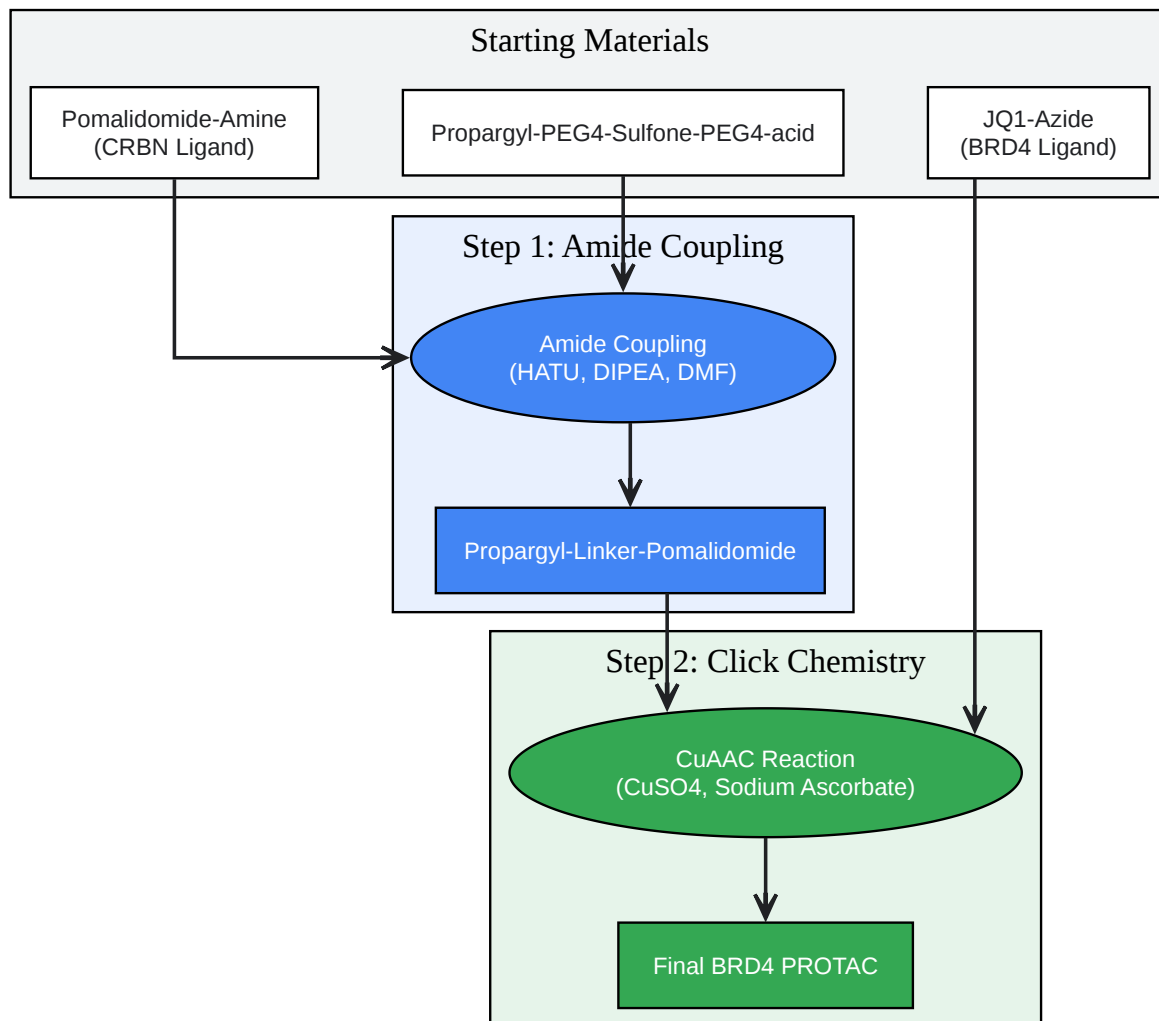 Starting Materials
Pomalidomide-Amine
(CRBN Ligand)
Propargyl-PEG4-Sulfone-PEG4-acid
JQ1-Azide
(BRD4 Ligand)
Step 1: Amide Coupling
Amide Coupling
(HATU, DIPEA, DMF)
Propargyl-Linker-Pomalidomide
Step 2: Click Chemistry
CuAAC Reaction
(CuSO4, Sodium Ascorbate)
Final BRD4 PROTAC